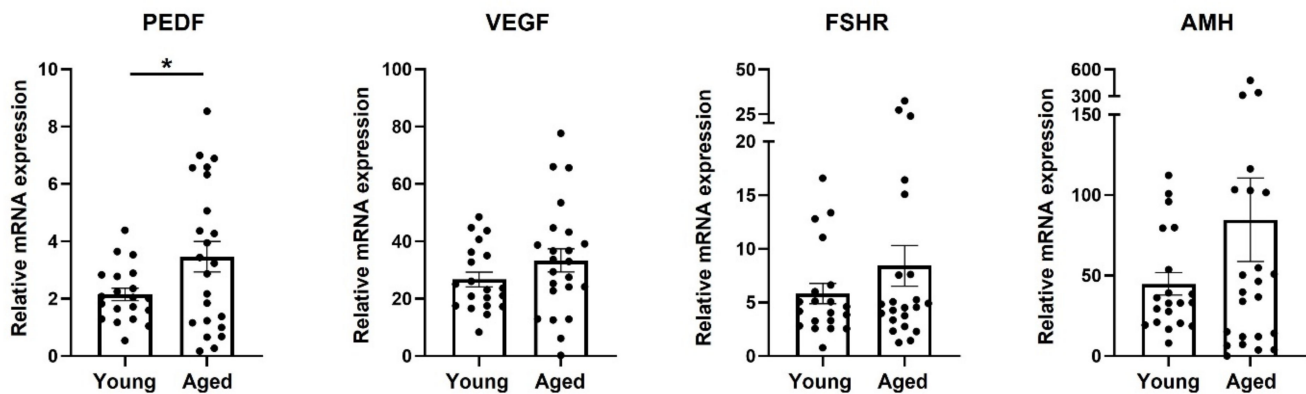 PEDF
Relative mRNA expression
10
8
6
4
2
0
*
Young Aged
VEGF
Relative mRNA expression
100
80
60
40
20
0
Young Aged
FSHR
Relative mRNA expression
50
25
20
15
10
5
0
Young Aged
AMH
Relative mRNA expression
600
300
150
100
50
0
Young Aged